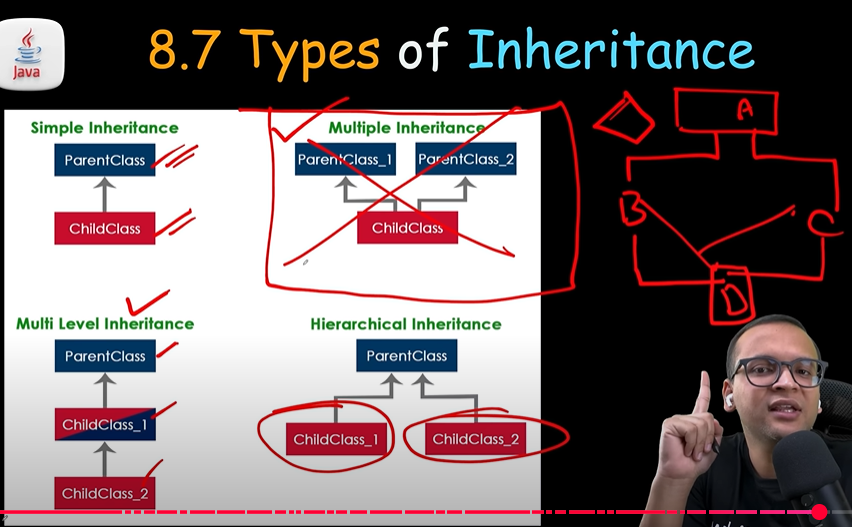 Java
8.7 Types of Inheritance
Simple Inheritance
ParentClass
ChildClass
Multiple Inheritance
ParentClass_1 ParentClass_2
ChildClass
Multi Level Inheritance
ParentClass
ChildClass_1
ChildClass_2
Hierarchical Inheritance
ParentClass
ChildClass_1 ChildClass_2
A
B C
D